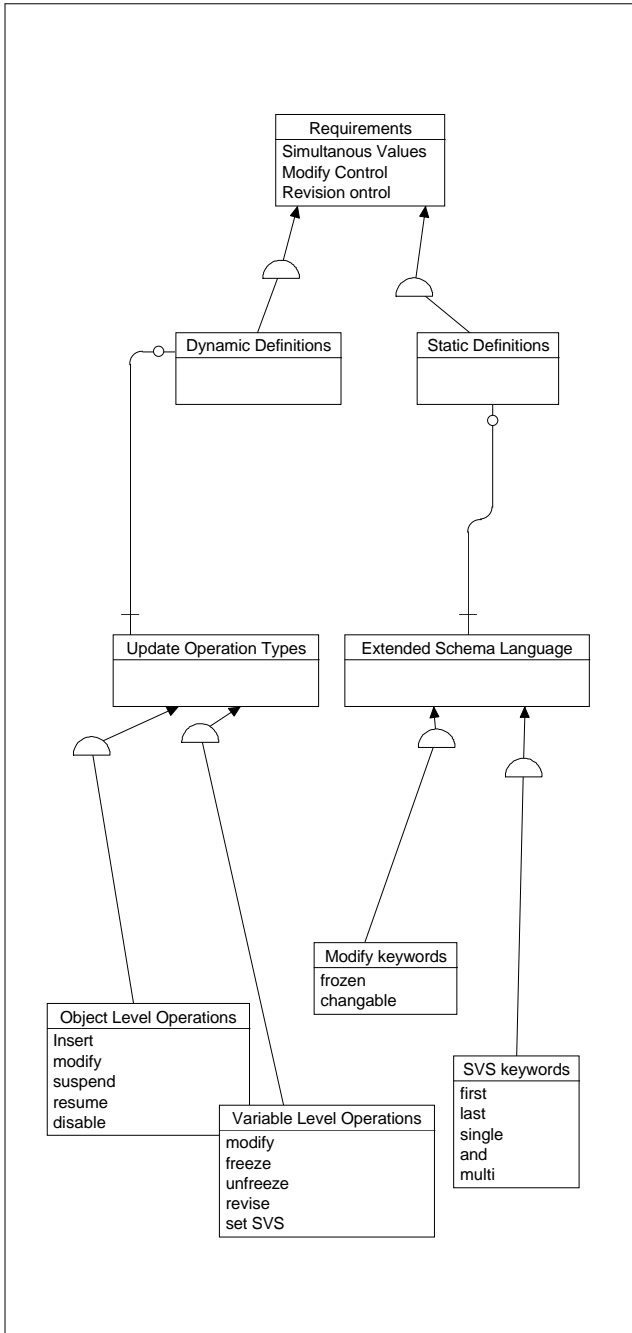 Requirements
Simultanous Values
Modify Control
Revision ontrol
Dynamic Definitions
Static Definitions
Update Operation Types
Extended Schema Language
Modify keywords
frozen
changable
Object Level Operations
Insert
modify
suspend
resume
disable
SVS keywords
first
last
single
and
multi
Variable Level Operations
modify
freeze
unfreeze
revise
set SVS